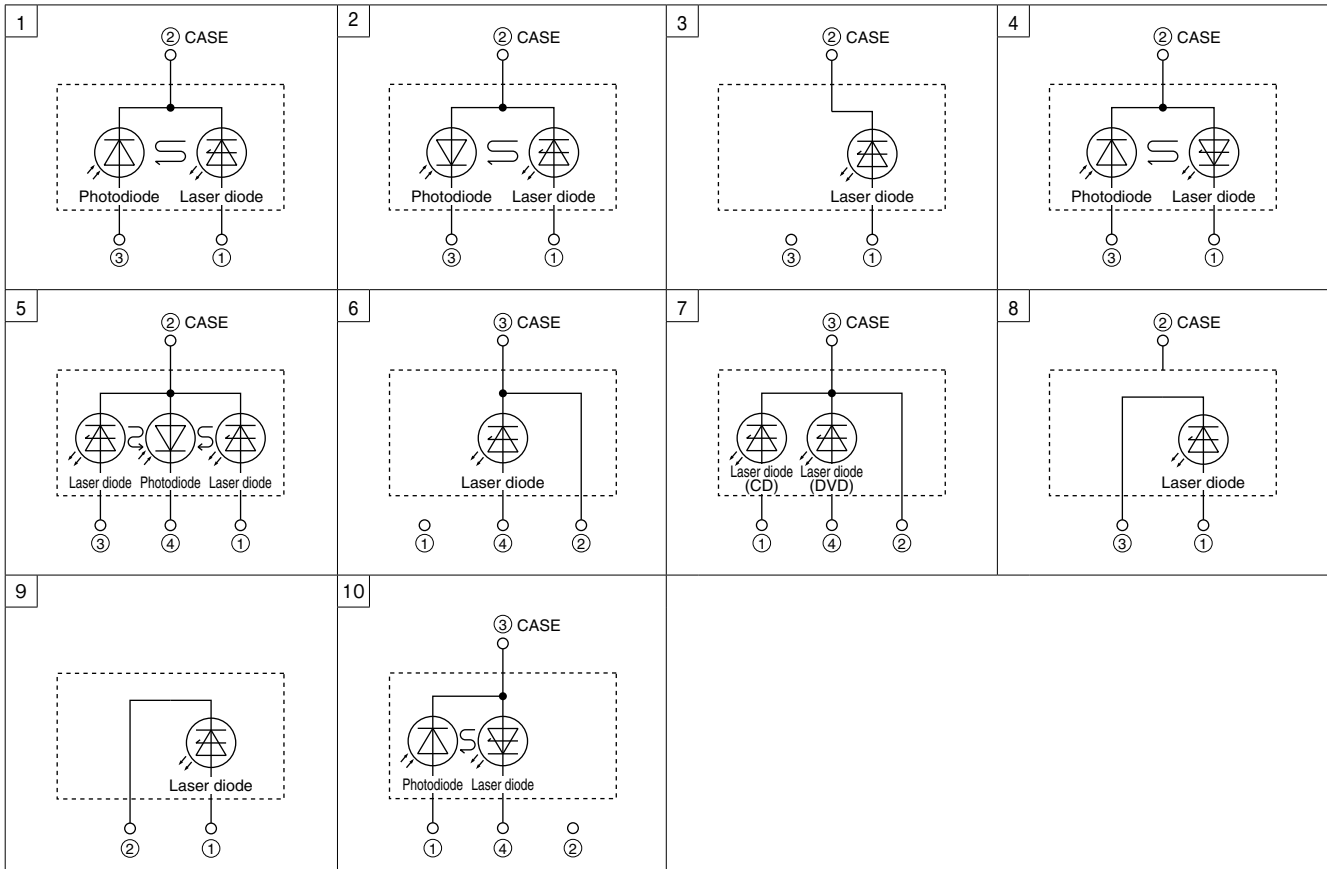 1
② CASE
Photodiode Laser diode
③ ①
2
② CASE
Photodiode Laser diode
③ ①
3
② CASE
Laser diode
③ ①
4
② CASE
Photodiode Laser diode
③ ①
5
② CASE
Laser diode Photodiode Laser diode
③ ④ ①
6
③ CASE
Laser diode
① ④ ②
7
③ CASE
Laser diode Laser diode
(CD) (DVD)
① ④ ②
8
② CASE
Laser diode
③ ①
9
Laser diode
② ①
10
③ CASE
Photodiode Laser diode
① ④ ②